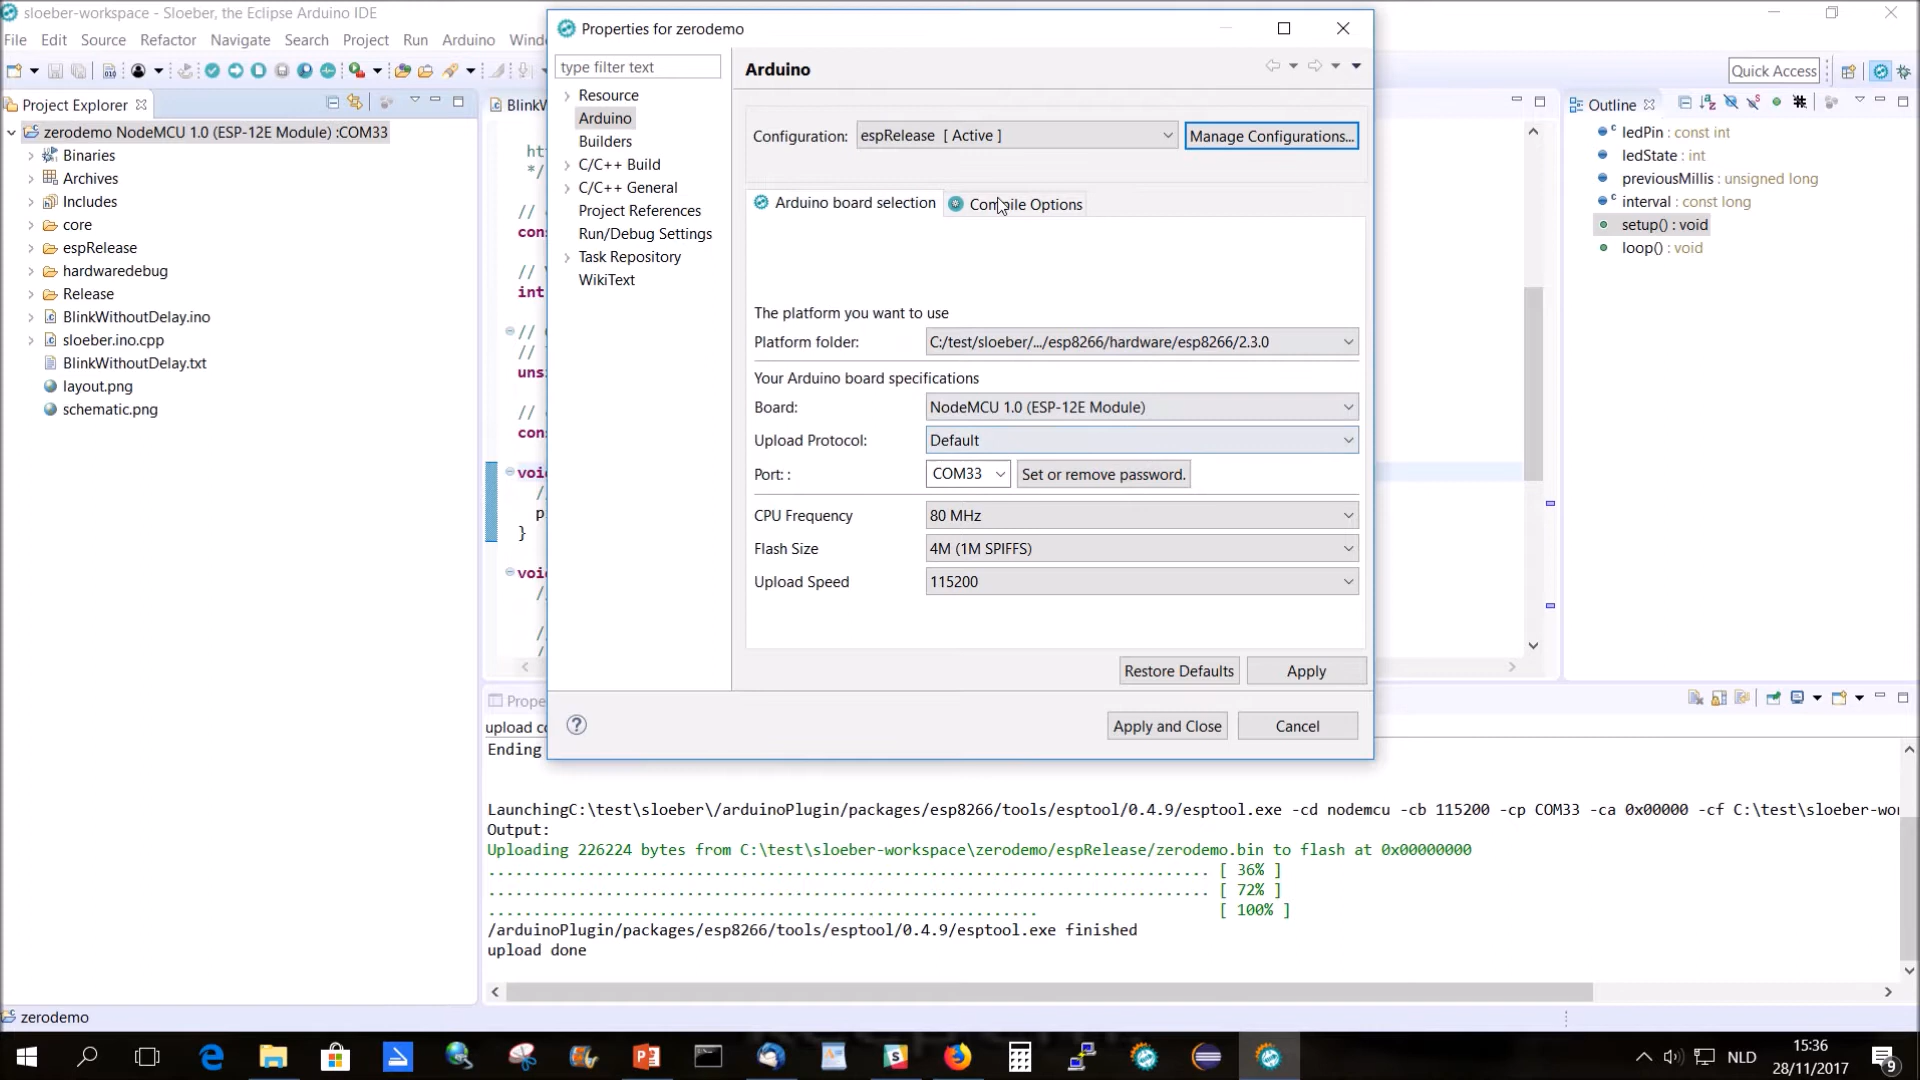 sloeber-workspace - Sloeber, the Eclipse Arduino IDE
File Edit Source Refactor Navigate Search Project Run Arduino
Quick Access
Project Explorer
zerodemo NodeMCU 1.0 (ESP-12E Module) :COM33
Binaries
Archives
Includes
core
espRelease
hardwaredebug
Release
BlinkWithoutDelay.ino
sloeber.ino.cpp
BlinkWithoutDelay.txt
layout.png
schematic.png
*/
//
//
int
//
//
//
}
//
//
Properties for zerodemo
type filter text
Resource
Arduino
Builders
C/C++ Build
C/C++ General
Project References
Run/Debug Settings
Task Repository
WikiText
Arduino
Configuration: espRelease [ Active ] Manage Configurations...
Arduino board selection Compile Options
The platform you want to use
Platform folder: C:/test/sloeber/.../esp8266/hardware/esp8266/2.3.0
Your Arduino board specifications
Board: NodeMCU 1.0 (ESP-12E Module)
Upload Protocol: Default
Port: : COM33 Set or remove password.
CPU Frequency 80 MHz
Flash Size 4M (1M SPIFFS)
Upload Speed 115200
Restore Defaults Apply
Apply and Close Cancel
Outline
ledPin : const int
ledState : int
previousMillis : unsigned long
interval : const long
setup() : void
loop() : void
upload
Ending
LaunchingC:\test\sloeber\/arduinoPlugin/packages/esp8266/tools/esptool/0.4.9/esptool.exe -cd nodemcu -cb 115200 -cp COM33 -ca 0x00000 -cf C:\test\sloeber-wo
Output:
Uploading 226224 bytes from C:\test\sloeber-workspace\zerodemo/espRelease/zerodemo.bin to flash at 0x00000000
................................................................................ [ 36% ]
................................................................................ [ 72% ]
............................................................. [ 100% ]
/arduinoPlugin/packages/esp8266/tools/esptool/0.4.9/esptool.exe finished
upload done
zerodemo
NLD
15:36
28/11/2017
9